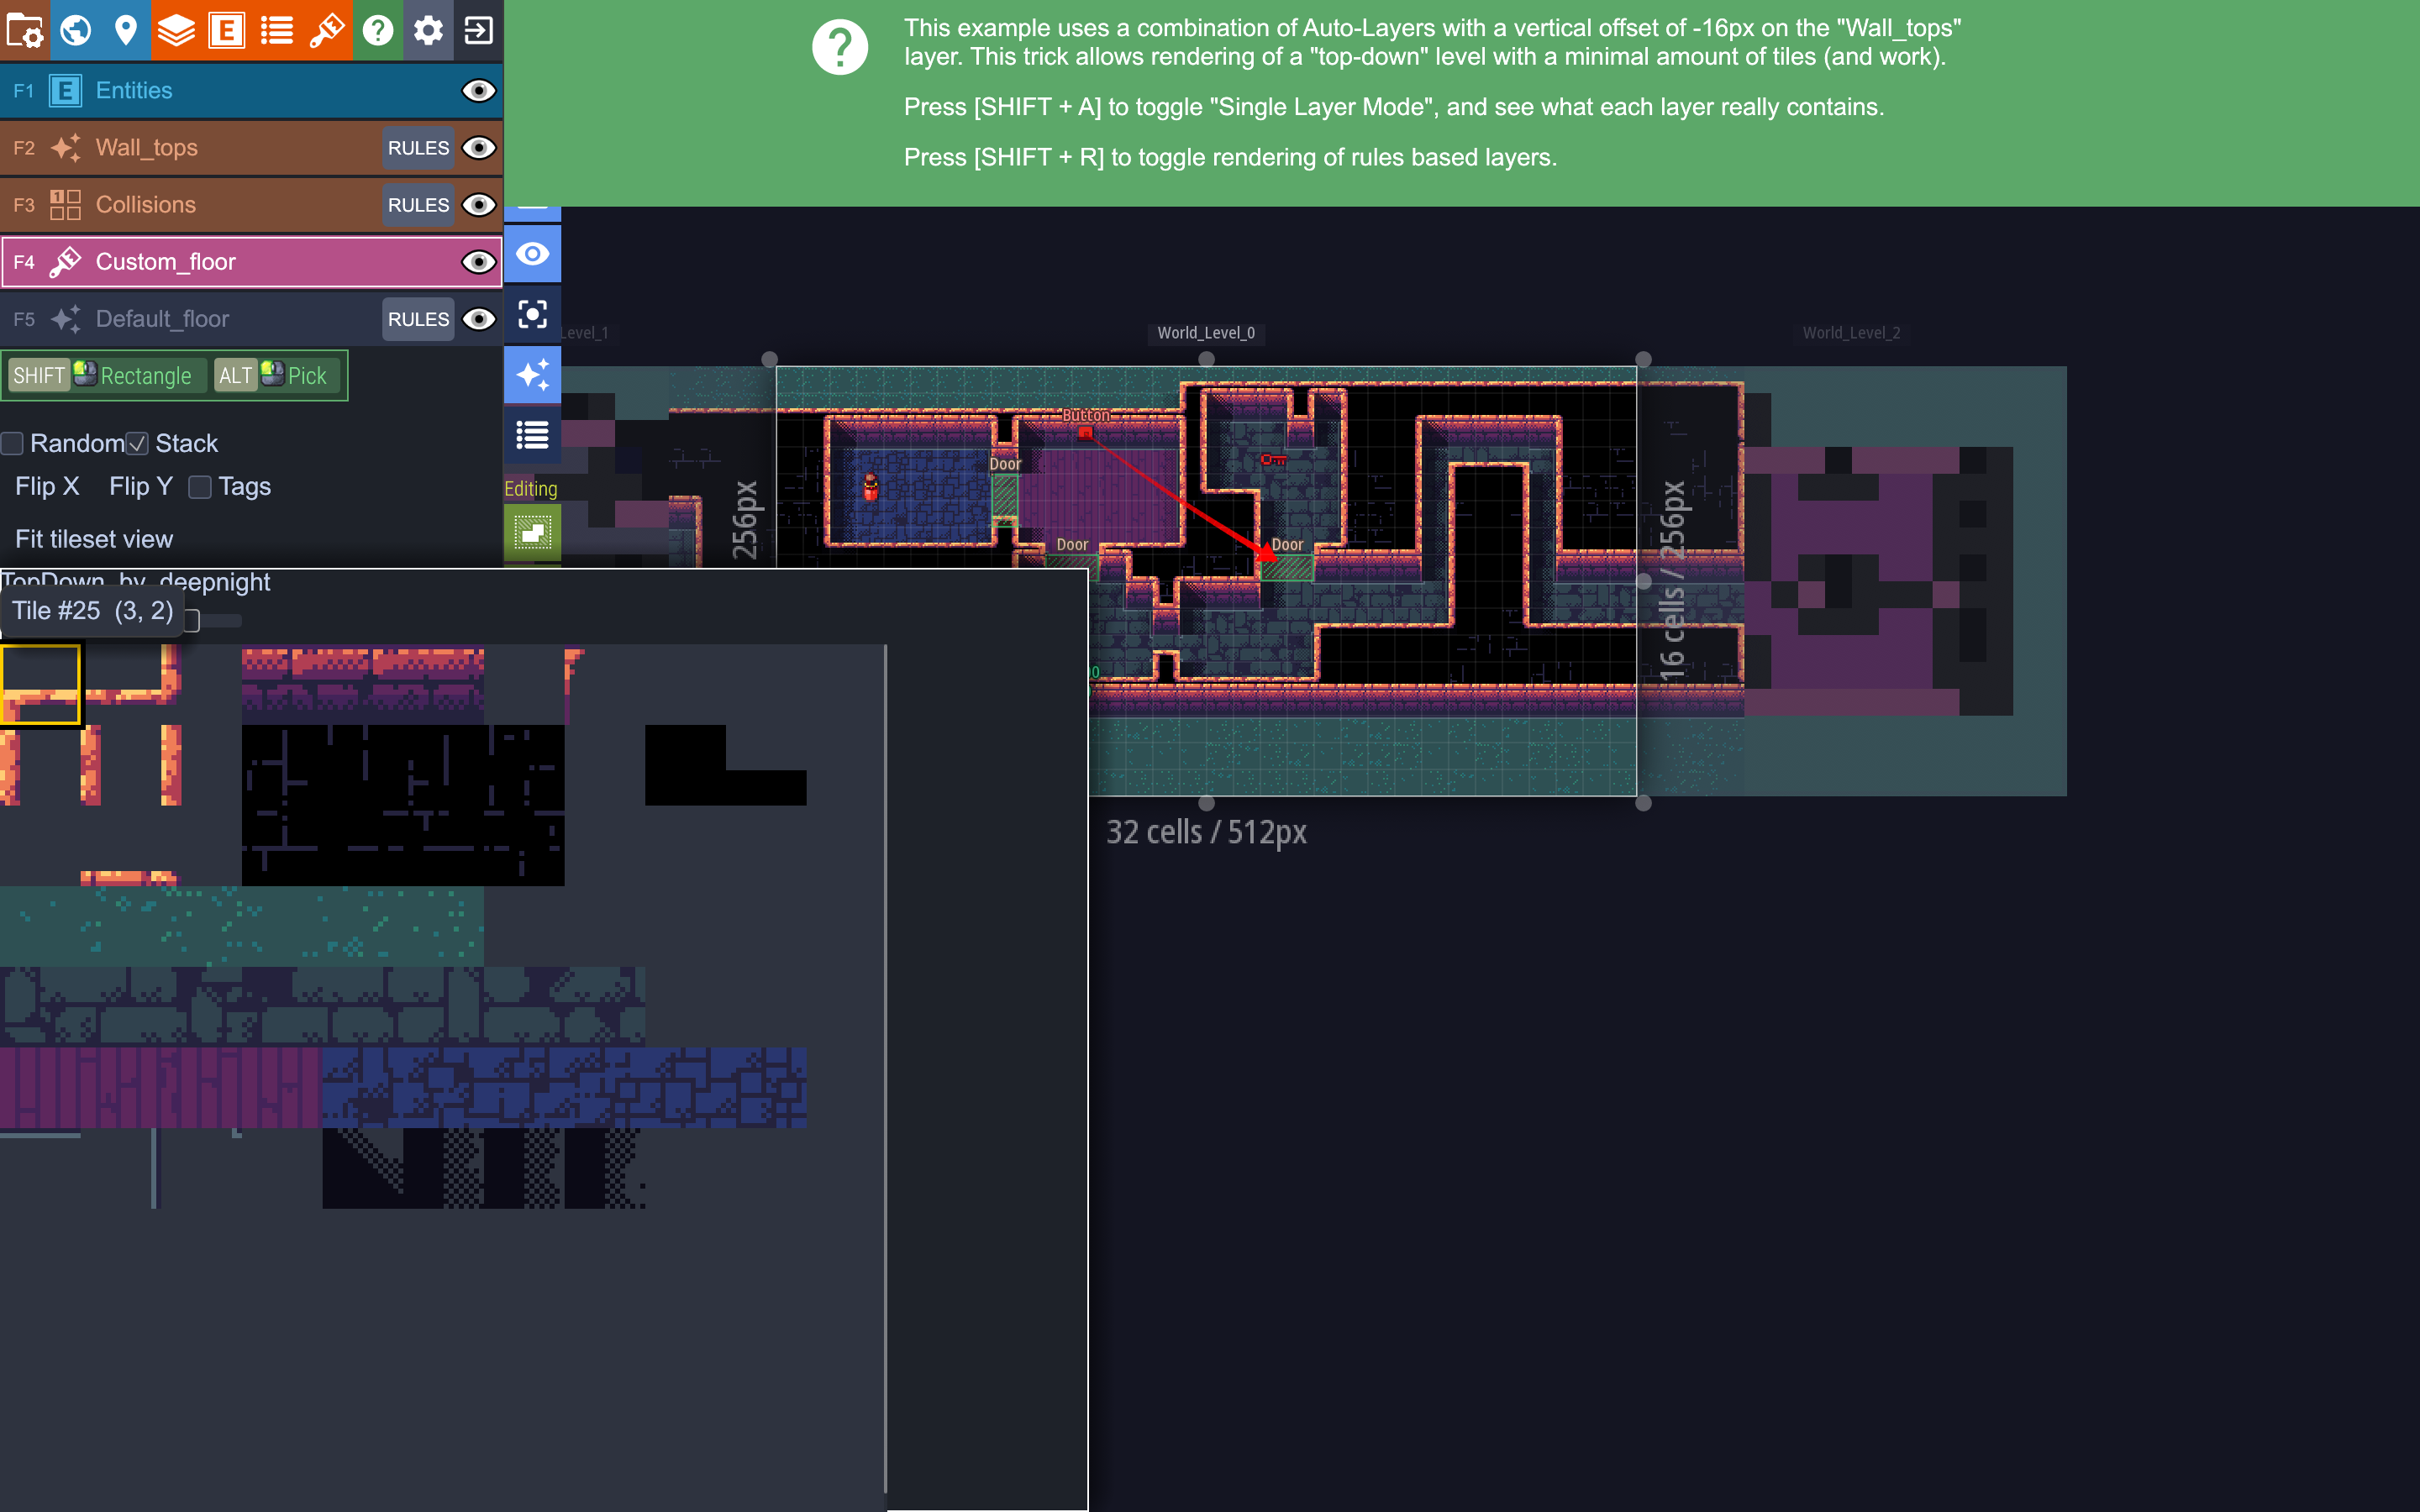 This example uses a combination of Auto-Layers with a vertical offset of -16px on the "Wall_tops"
layer. This trick allows rendering of a "top-down" level with a minimal amount of tiles (and work).
Press [SHIFT + A] to toggle "Single Layer Mode", and see what each layer really contains.
Press [SHIFT + R] to toggle rendering of rules based layers.
E
F1 E Entities
F2 Wall_tops RULES
F3 1 Collisions RULES
F4 Custom_floor
F5 Default_floor RULES
SHIFT Rectangle ALT Pick
Random Stack
Flip X Flip Y Tags
Fit tileset view
TopDown_by_deepnight
Tile #25 (3, 2)
Editing
Level_1
World_Level_0
World_Level_2
Button
Door
Door
Door
256px
16 cells / 256px
32 cells / 512px